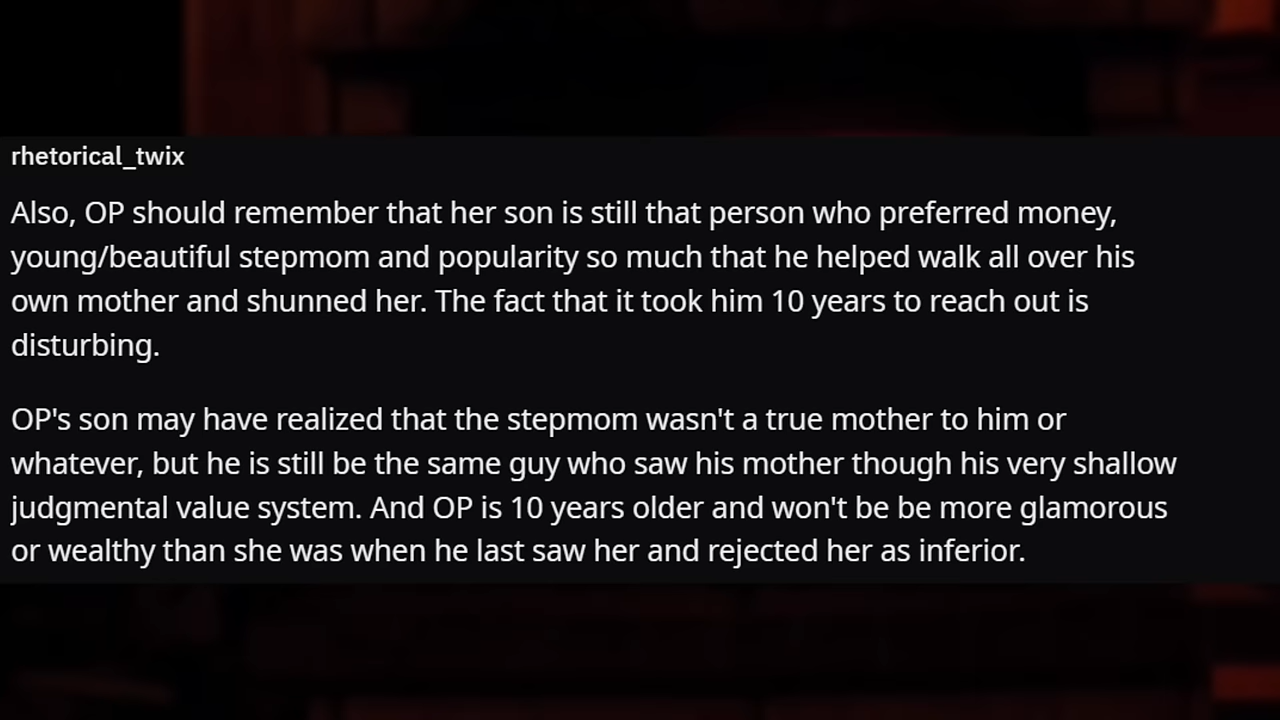 rhetorical_twix
Also, OP should remember that her son is still that person who preferred money,
young/beautiful stepmom and popularity so much that he helped walk all over his
own mother and shunned her. The fact that it took him 10 years to reach out is
disturbing.
OP's son may have realized that the stepmom wasn't a true mother to him or
whatever, but he is still be the same guy who saw his mother though his very shallow
judgmental value system. And OP is 10 years older and won't be be more glamorous
or wealthy than she was when he last saw her and rejected her as inferior.